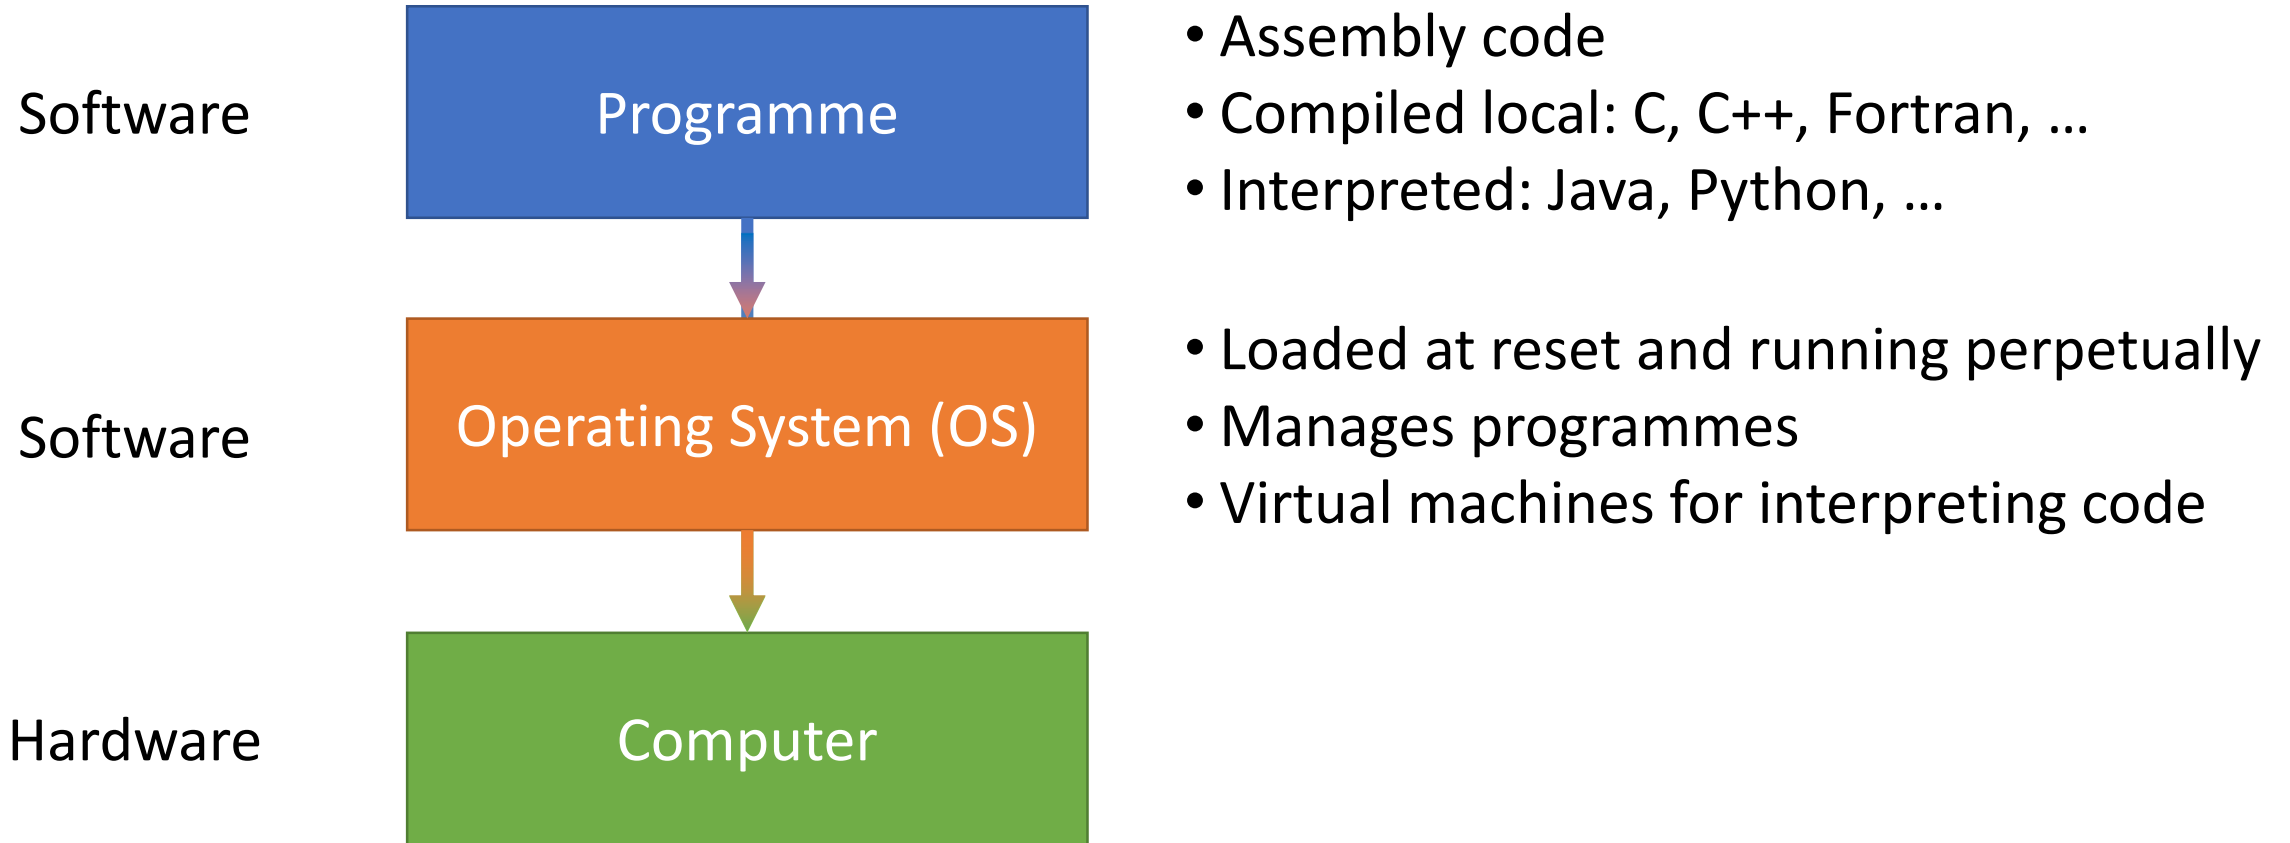 Software
Programme
• Assembly code
• Compiled local: C, C++, Fortran, …
• Interpreted: Java, Python, …
Software
Operating System (OS)
• Loaded at reset and running perpetually
• Manages programmes
• Virtual machines for interpreting code
Hardware
Computer